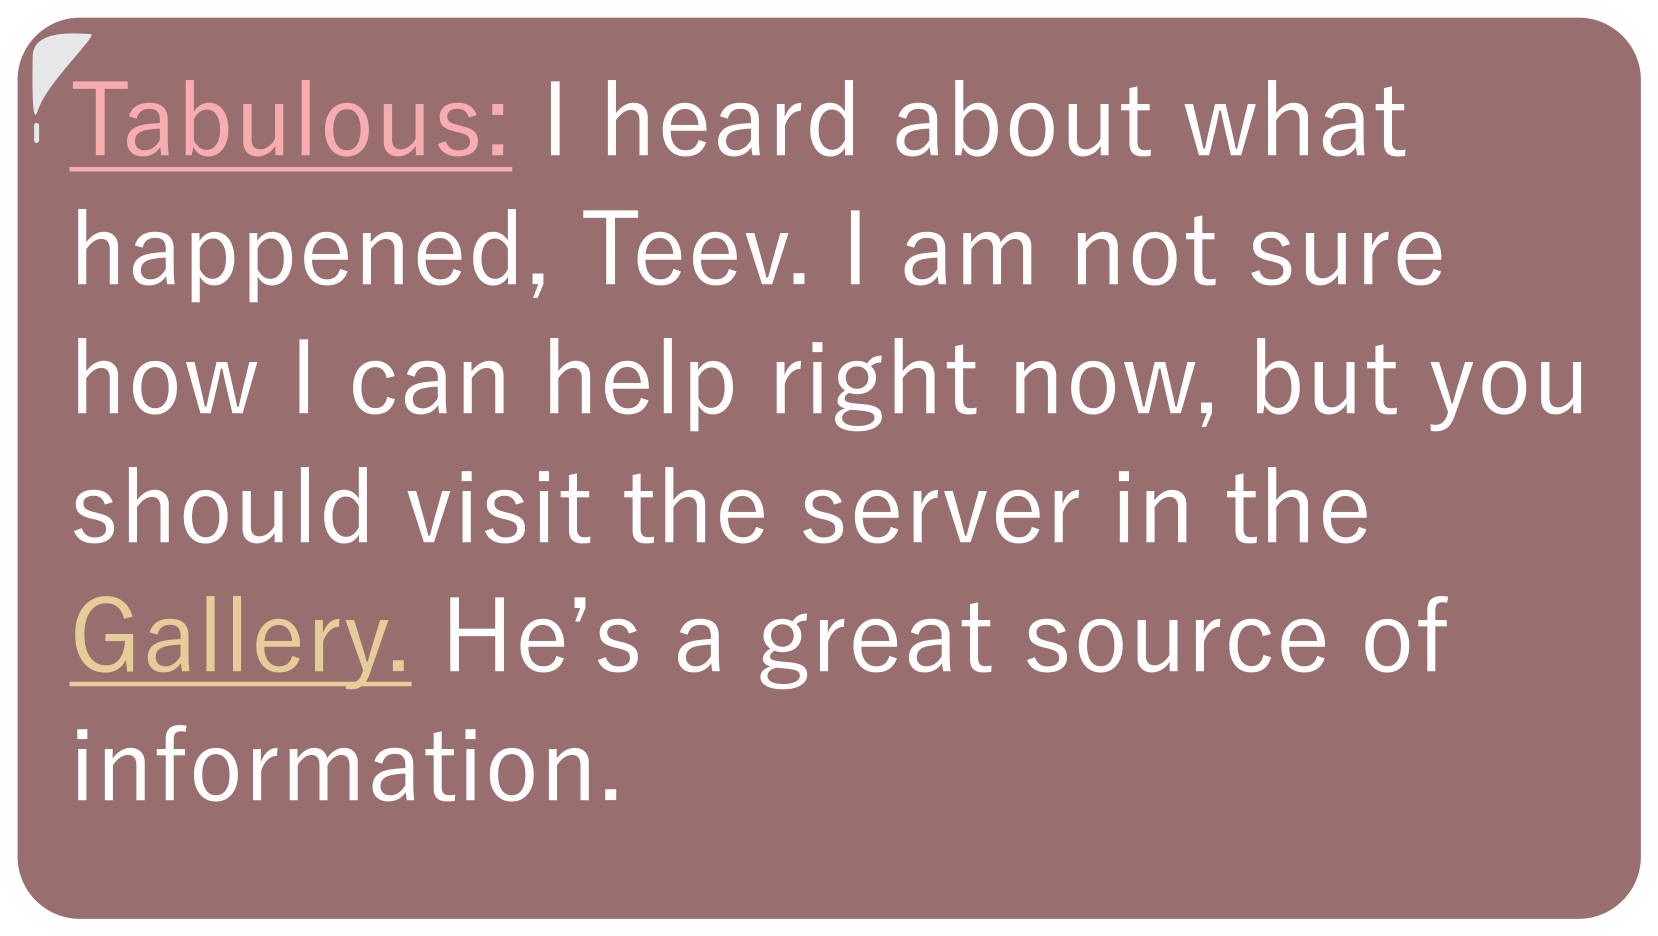 Tabulous: I heard about what
happened, Teev. I am not sure
how I can help right now, but you
should visit the server in the
Gallery. He’s a great source of
information.